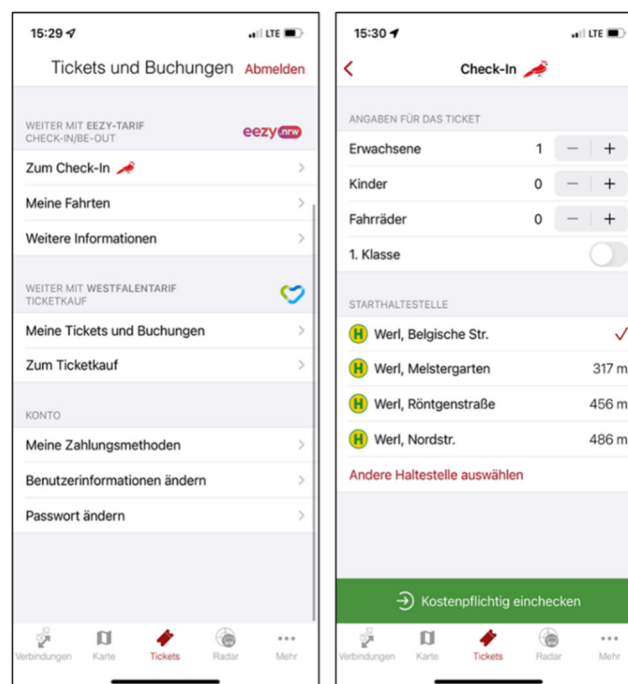 15:29
LTE
Tickets und Buchungen Abmelden
WEITER MIT EEZY-TARIF
CHECK-IN/BE-OUT
eezy.nrw
Zum Check-In
Meine Fahrten
Weitere Informationen
WEITER MIT WESTFALENTARIF
TICKETKAUF
Meine Tickets und Buchungen
Zum Ticketkauf
KONTO
Meine Zahlungsmethoden
Benutzerinformationen ändern
Passwort ändern
Verbindungen Karte Tickets Radar Mehr
15:30
LTE
Check-In
ANGABEN FÜR DAS TICKET
Erwachsene 1 − +
Kinder 0 − +
Fahrräder 0 − +
1. Klasse
STARTHALTESTELLE
H Werl, Belgische Str.
H Werl, Melstergarten 317 m
H Werl, Röntgenstraße 456 m
H Werl, Nordstr. 486 m
Andere Haltestelle auswählen
Kostenpflichtig einchecken
Verbindungen Karte Tickets Radar Mehr